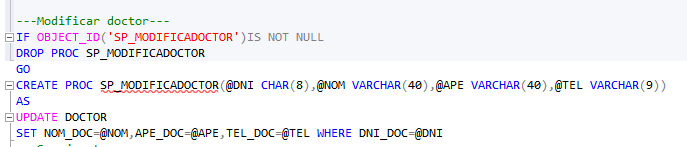 ---Modificar doctor---
IF OBJECT_ID('SP_MODIFICADOCTOR')IS NOT NULL
DROP PROC SP_MODIFICADOCTOR
GO
CREATE PROC SP_MODIFICADOCTOR(@DNI CHAR(8),@NOM VARCHAR(40),@APE VARCHAR(40),@TEL VARCHAR(9))
AS
UPDATE DOCTOR
SET NOM_DOC=@NOM,APE_DOC=@APE,TEL_DOC=@TEL WHERE DNI_DOC=@DNI